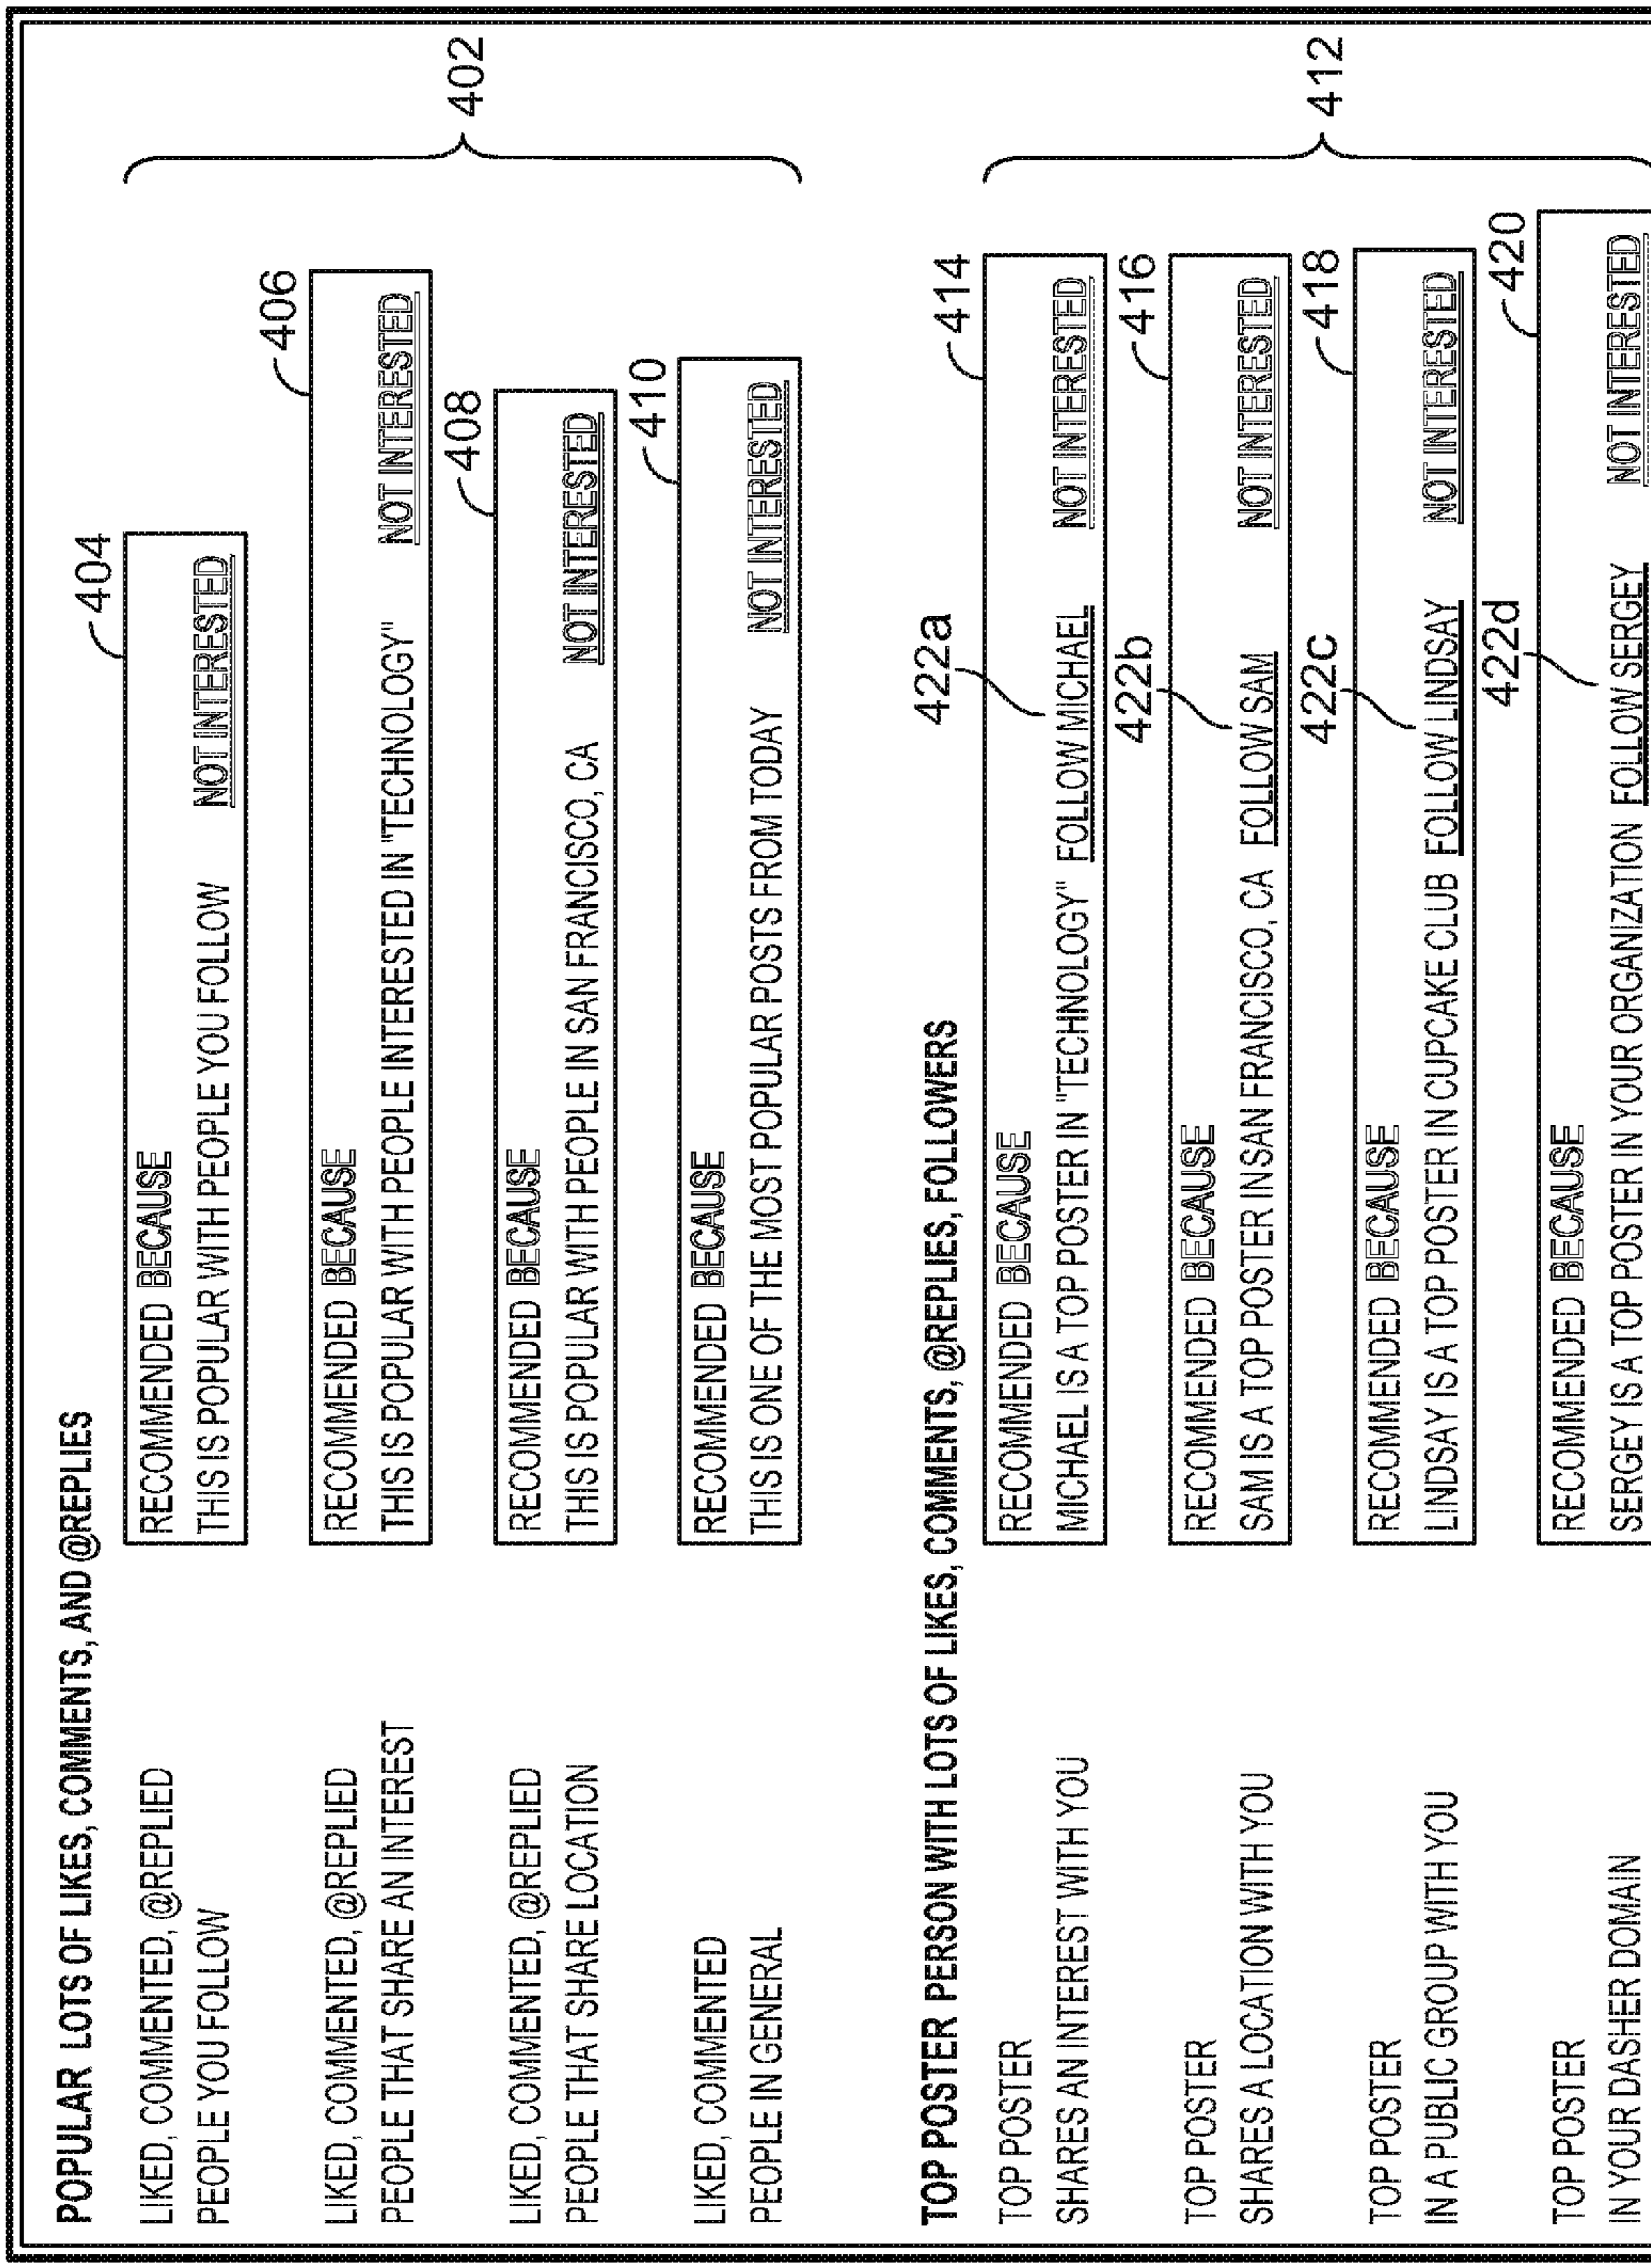 POPULAR LOTS OF LIKES, COMMENTS, AND @REPLIES
LIKED, COMMENTED, @REPLIED
PEOPLE YOU FOLLOW
404
RECOMMENDED BECAUSE
THIS IS POPULAR WITH PEOPLE YOU FOLLOW NOT INTERESTED
LIKED, COMMENTED, @REPLIED
PEOPLE THAT SHARE AN INTEREST
406
RECOMMENDED BECAUSE
THIS IS POPULAR WITH PEOPLE INTERESTED IN "TECHNOLOGY" NOT INTERESTED
402
LIKED, COMMENTED, @REPLIED
PEOPLE THAT SHARE LOCATION
408
RECOMMENDED BECAUSE
THIS IS POPULAR WITH PEOPLE IN SAN FRANCISCO, CA NOT INTERESTED
LIKED, COMMENTED
PEOPLE IN GENERAL
410
RECOMMENDED BECAUSE
THIS IS ONE OF THE MOST POPULAR POSTS FROM TODAY NOT INTERESTED
TOP POSTER PERSON WITH LOTS OF LIKES, COMMENTS, @REPLIES, FOLLOWERS
TOP POSTER
SHARES AN INTEREST WITH YOU
422a 414
RECOMMENDED BECAUSE
MICHAEL IS A TOP POSTER IN "TECHNOLOGY" FOLLOW MICHAEL NOT INTERESTED
TOP POSTER
SHARES A LOCATION WITH YOU
422b 416
RECOMMENDED BECAUSE
SAM IS A TOP POSTER IN SAN FRANCISCO, CA FOLLOW SAM NOT INTERESTED
412
TOP POSTER
IN A PUBLIC GROUP WITH YOU
422c 418
RECOMMENDED BECAUSE
LINDSAY IS A TOP POSTER IN CUPCAKE CLUB FOLLOW LINDSAY NOT INTERESTED
TOP POSTER
IN YOUR DASHER DOMAIN
422d 420
RECOMMENDED BECAUSE
SERGEY IS A TOP POSTER IN YOUR ORGANIZATION FOLLOW SERGEY NOT INTERESTED